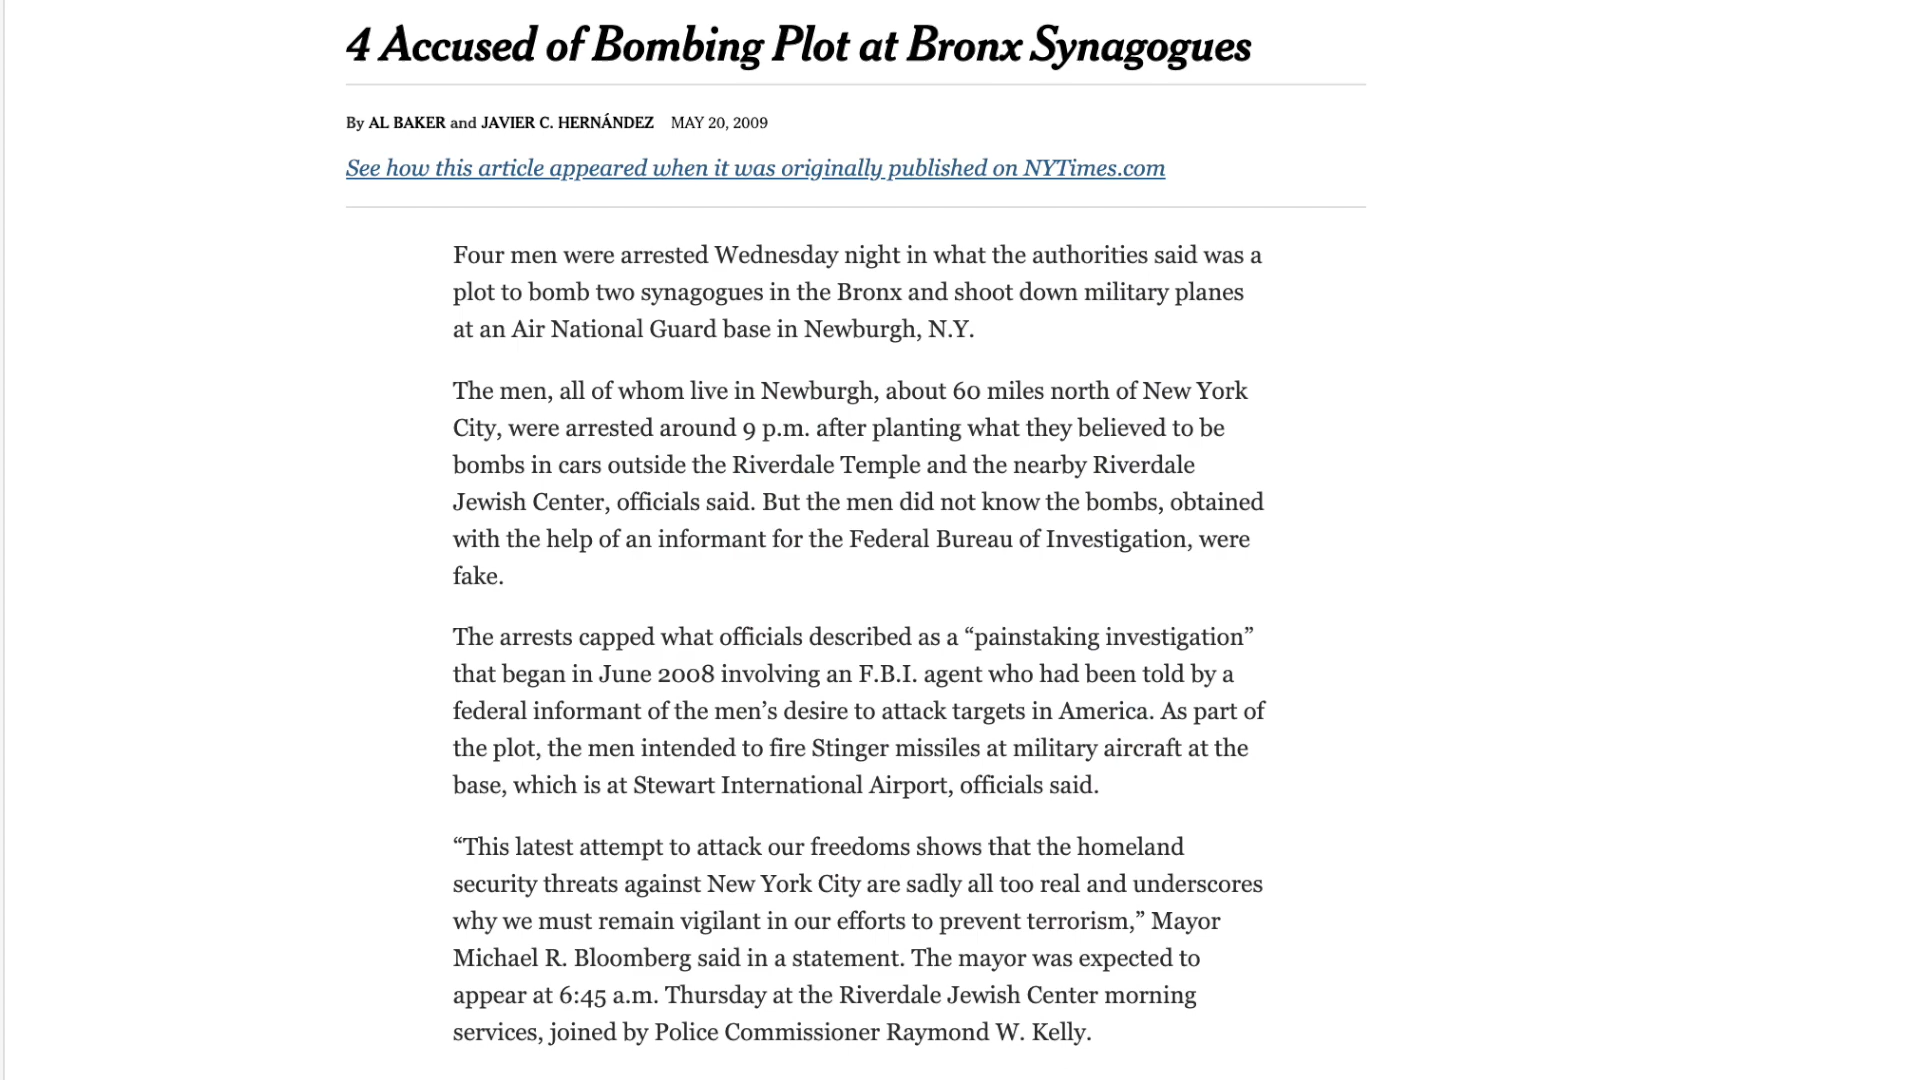 4 Accused of Bombing Plot at Bronx Synagogues
By AL BAKER and JAVIER C. HERNÁNDEZ MAY 20, 2009
See how this article appeared when it was originally published on NYTimes.com
Four men were arrested Wednesday night in what the authorities said was a
plot to bomb two synagogues in the Bronx and shoot down military planes
at an Air National Guard base in Newburgh, N.Y.
The men, all of whom live in Newburgh, about 60 miles north of New York
City, were arrested around 9 p.m. after planting what they believed to be
bombs in cars outside the Riverdale Temple and the nearby Riverdale
Jewish Center, officials said. But the men did not know the bombs, obtained
with the help of an informant for the Federal Bureau of Investigation, were
fake.
The arrests capped what officials described as a “painstaking investigation”
that began in June 2008 involving an F.B.I. agent who had been told by a
federal informant of the men’s desire to attack targets in America. As part of
the plot, the men intended to fire Stinger missiles at military aircraft at the
base, which is at Stewart International Airport, officials said.
“This latest attempt to attack our freedoms shows that the homeland
security threats against New York City are sadly all too real and underscores
why we must remain vigilant in our efforts to prevent terrorism,” Mayor
Michael R. Bloomberg said in a statement. The mayor was expected to
appear at 6:45 a.m. Thursday at the Riverdale Jewish Center morning
services, joined by Police Commissioner Raymond W. Kelly.